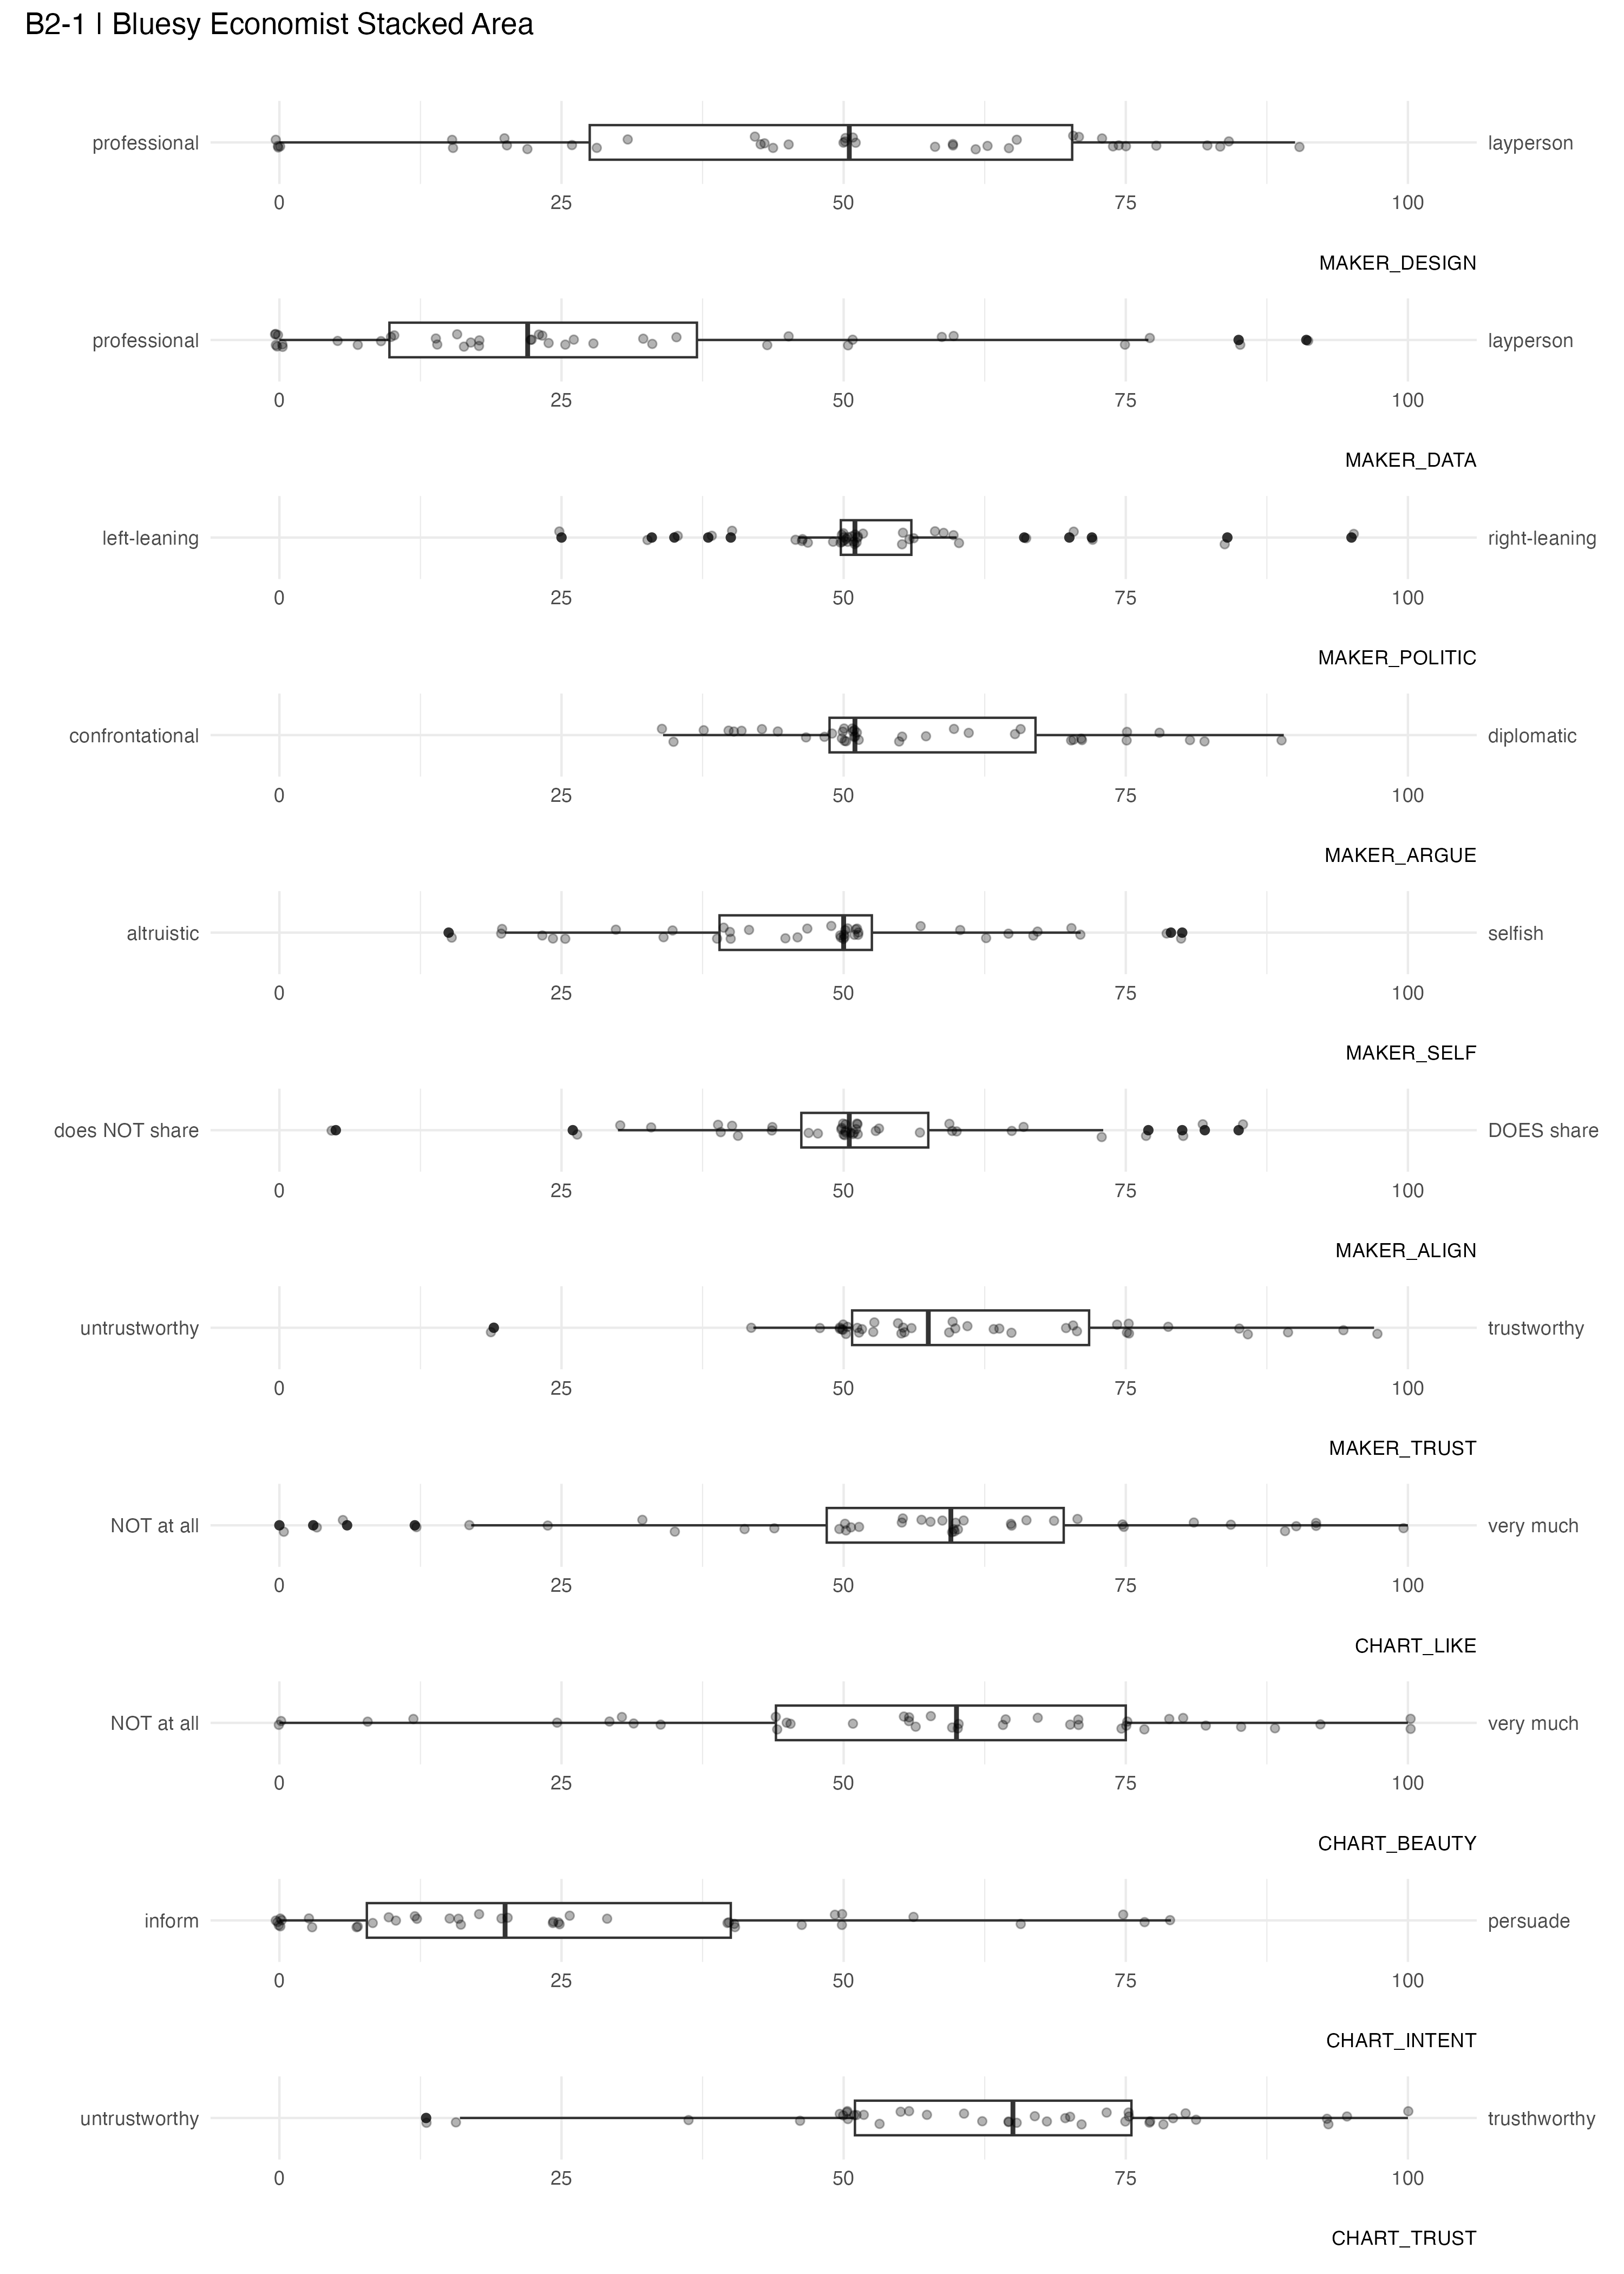 B2-1 | Bluesy Economist Stacked Area
professional layperson
0 25 50 75 100
MAKER_DESIGN
professional layperson
0 25 50 75 100
MAKER_DATA
left-leaning right-leaning
0 25 50 75 100
MAKER_POLITIC
confrontational diplomatic
0 25 50 75 100
MAKER_ARGUE
altruistic selfish
0 25 50 75 100
MAKER_SELF
does NOT share DOES share
0 25 50 75 100
MAKER_ALIGN
untrustworthy trustworthy
0 25 50 75 100
MAKER_TRUST
NOT at all very much
0 25 50 75 100
CHART_LIKE
NOT at all very much
0 25 50 75 100
CHART_BEAUTY
inform persuade
0 25 50 75 100
CHART_INTENT
untrustworthy trusthworthy
0 25 50 75 100
CHART_TRUST